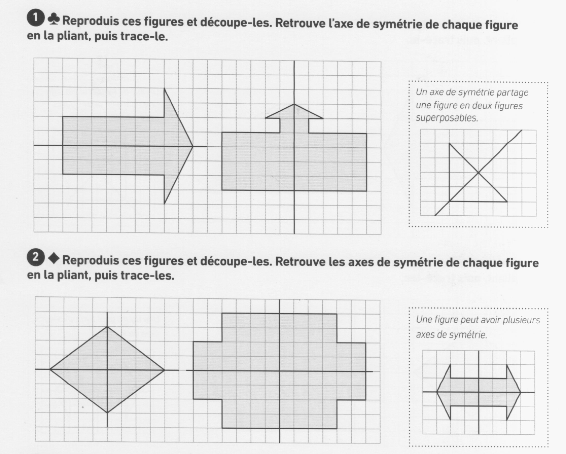 1 ♣ Reproduis ces figures et découpe-les. Retrouve l'axe de symétrie de chaque figure
en la pliant, puis trace-le.
Un axe de symétrie partage
une figure en deux figures
superposables.
2 ◆ Reproduis ces figures et découpe-les. Retrouve les axes de symétrie de chaque figure
en la pliant, puis trace-les.
Une figure peut avoir plusieurs
axes de symétrie.